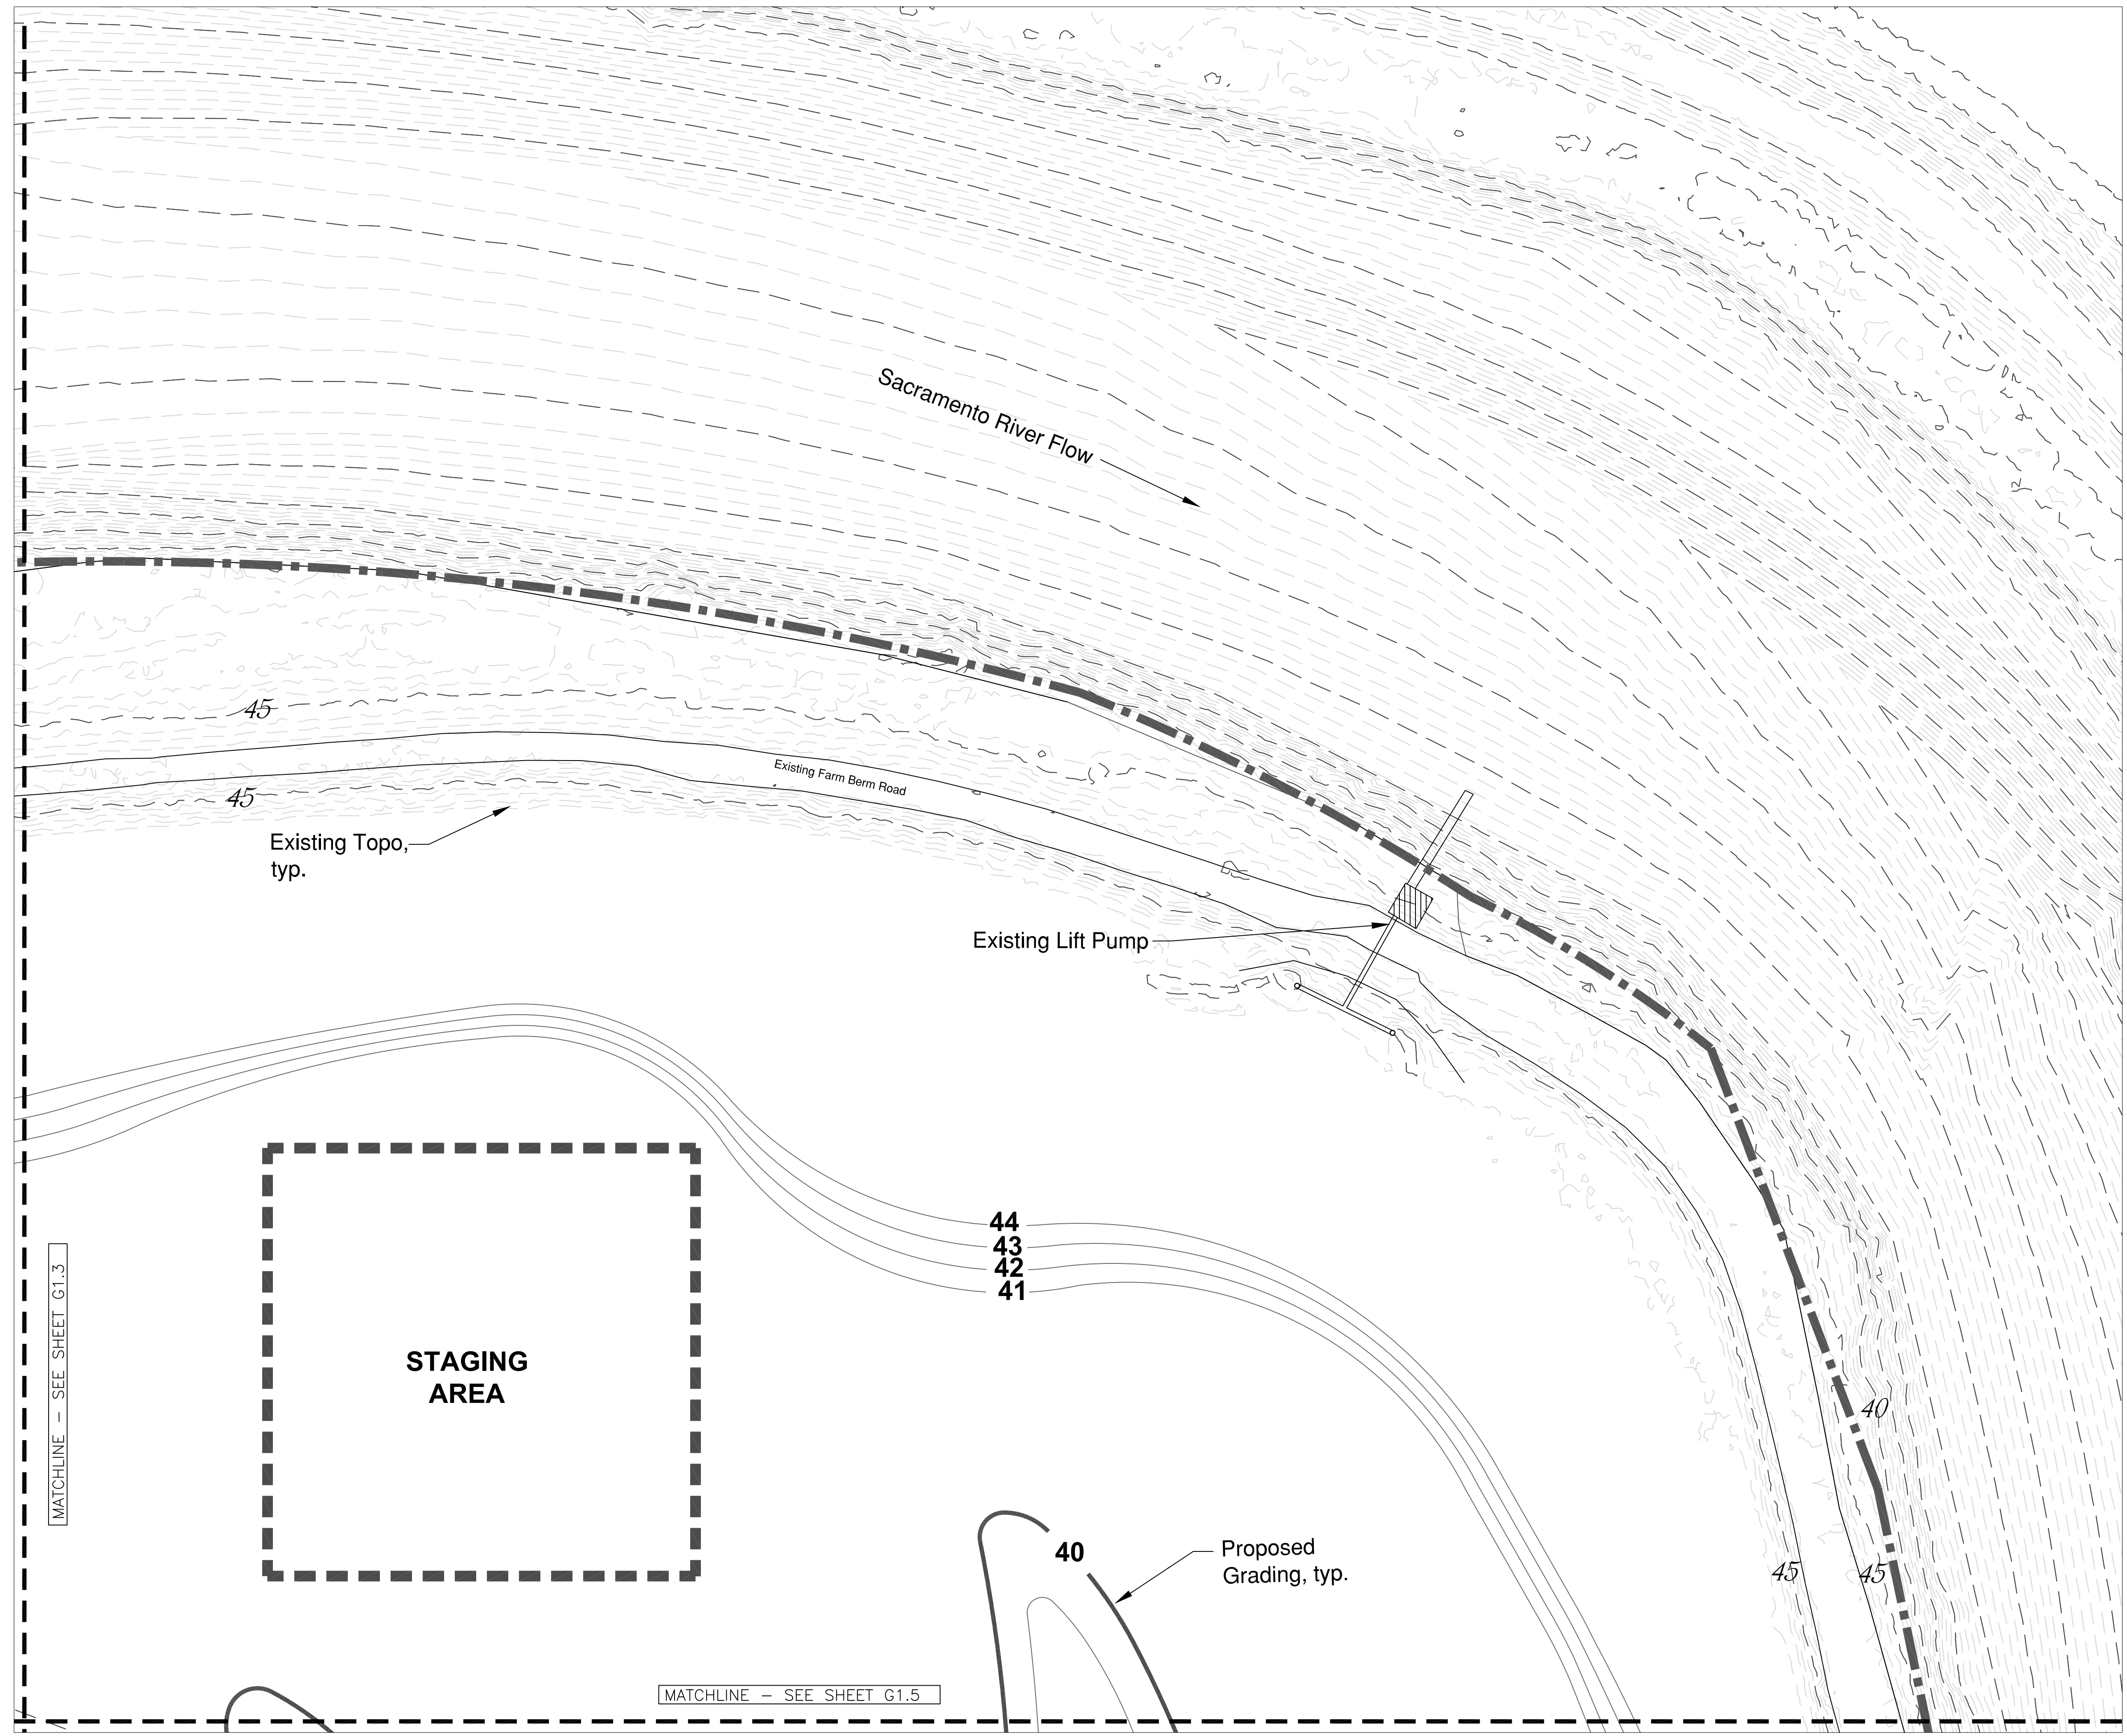 Sacramento River Flow
45
Existing Farm Berm Road
45
Existing Topo,
typ.
Existing Lift Pump
44
43
42
41
MATCHLINE – SEE SHEET G1.3
STAGING
AREA
40
40
Proposed
Grading, typ.
45
45
MATCHLINE – SEE SHEET G1.5